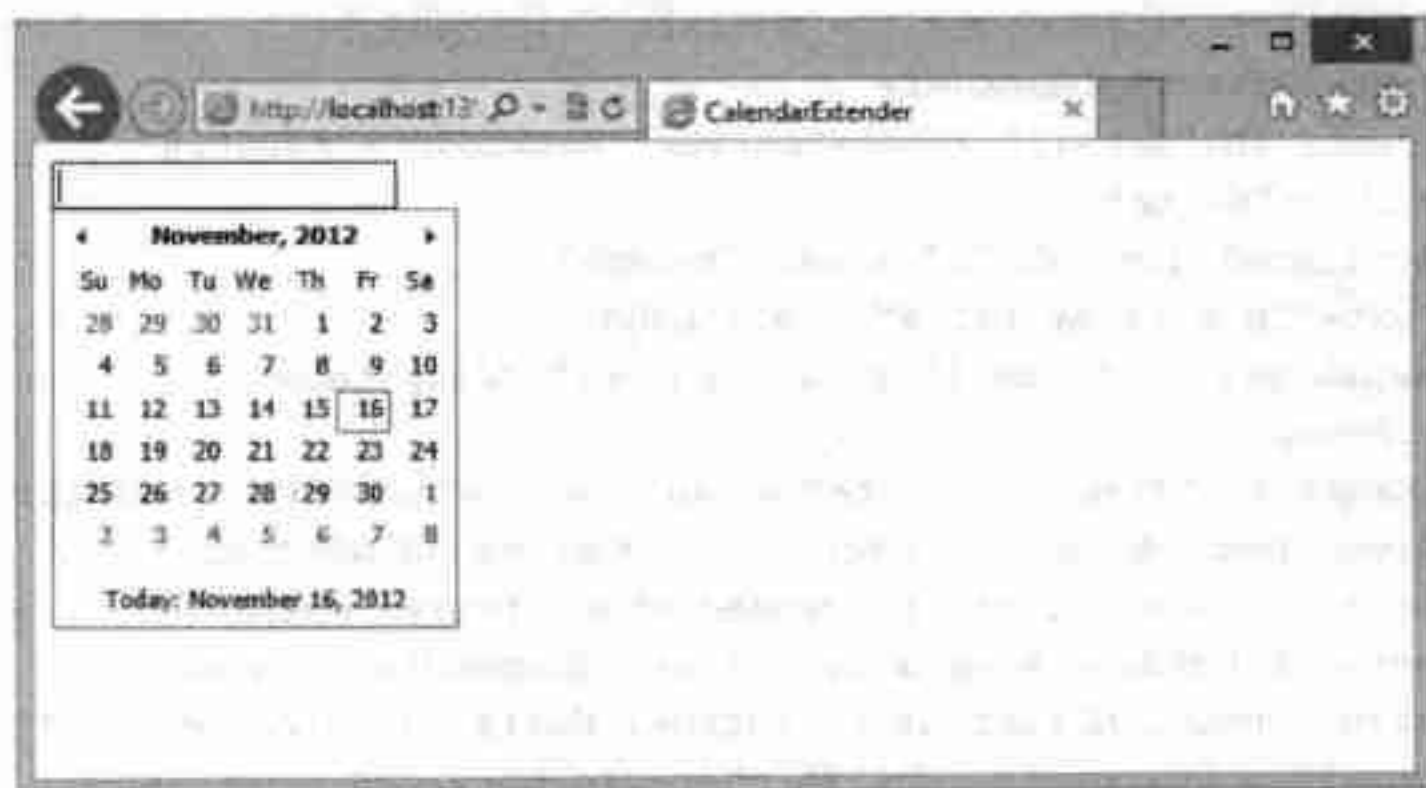 http://localhost:13 CalendarExtender
November, 2012
Su Mo Tu We Th Fr Sa
28 29 30 31 1 2 3
4 5 6 7 8 9 10
11 12 13 14 15 16 17
18 19 20 21 22 23 24
25 26 27 28 29 30 1
2 3 4 5 6 7 8
Today: November 16, 2012